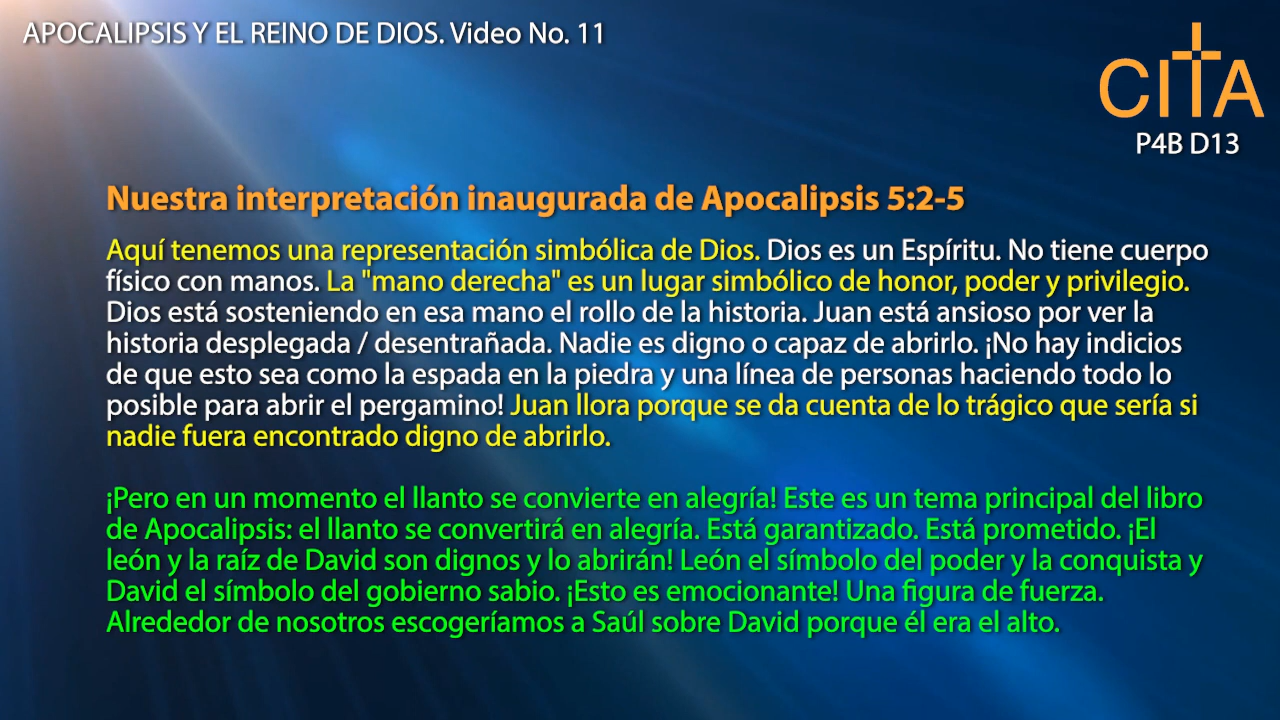 APOCALIPSIS Y EL REINO DE DIOS. Video No. 11
CITA
P4B D13
Nuestra interpretación inaugurada de Apocalipsis 5:2-5
Aquí tenemos una representación simbólica de Dios. Dios es un Espíritu. No tiene cuerpo
físico con manos. La "mano derecha" es un lugar simbólico de honor, poder y privilegio.
Dios está sosteniendo en esa mano el rollo de la historia. Juan está ansioso por ver la
historia desplegada / desentrañada. Nadie es digno o capaz de abrirlo. ¡No hay indicios
de que esto sea como la espada en la piedra y una línea de personas haciendo todo lo
posible para abrir el pergamino! Juan llora porque se da cuenta de lo trágico que sería si
nadie fuera encontrado digno de abrirlo.
¡Pero en un momento el llanto se convierte en alegría! Este es un tema principal del libro
de Apocalipsis: el llanto se convertirá en alegría. Está garantizado. Está prometido. ¡El
león y la raíz de David son dignos y lo abrirán! León el símbolo del poder y la conquista y
David el símbolo del gobierno sabio. ¡Esto es emocionante! Una figura de fuerza.
Alrededor de nosotros escogeríamos a Saúl sobre David porque él era el alto.